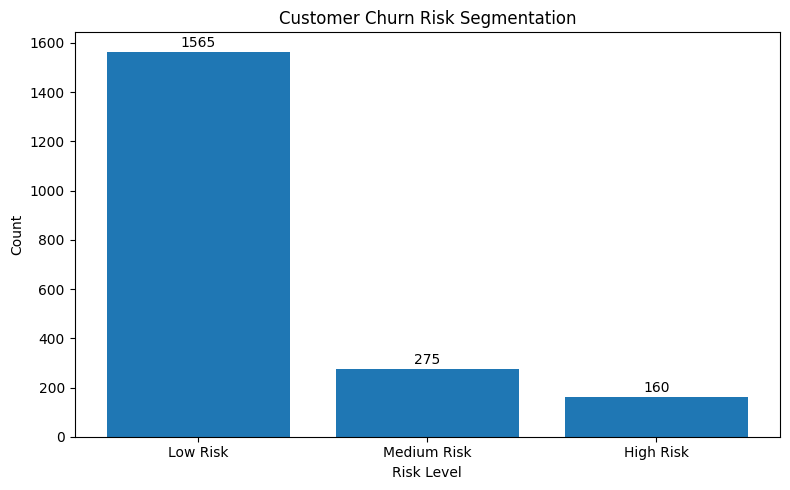 Customer Churn Risk Segmentation
1600
1400
1200
1000
800
600
400
200
0
Count
1565
275
160
Low Risk
Medium Risk
High Risk
Risk Level